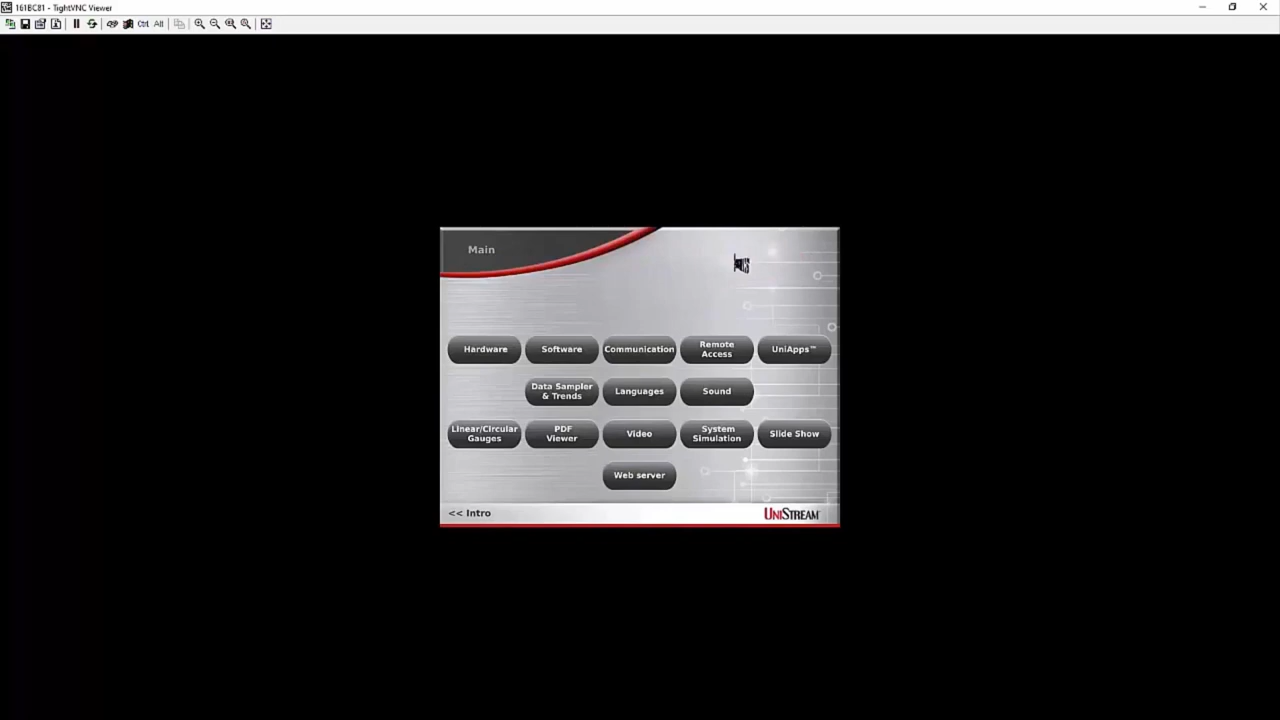 161BC81 - TightVNC Viewer
Ctrl Alt
Main
Hardware
Software
Communication
Remote
Access
UniApps™
Data Sampler
& Trends
Languages
Sound
Linear/Circular
Gauges
PDF
Viewer
Video
System
Simulation
Slide Show
Web server
<< Intro
UNISTREAM